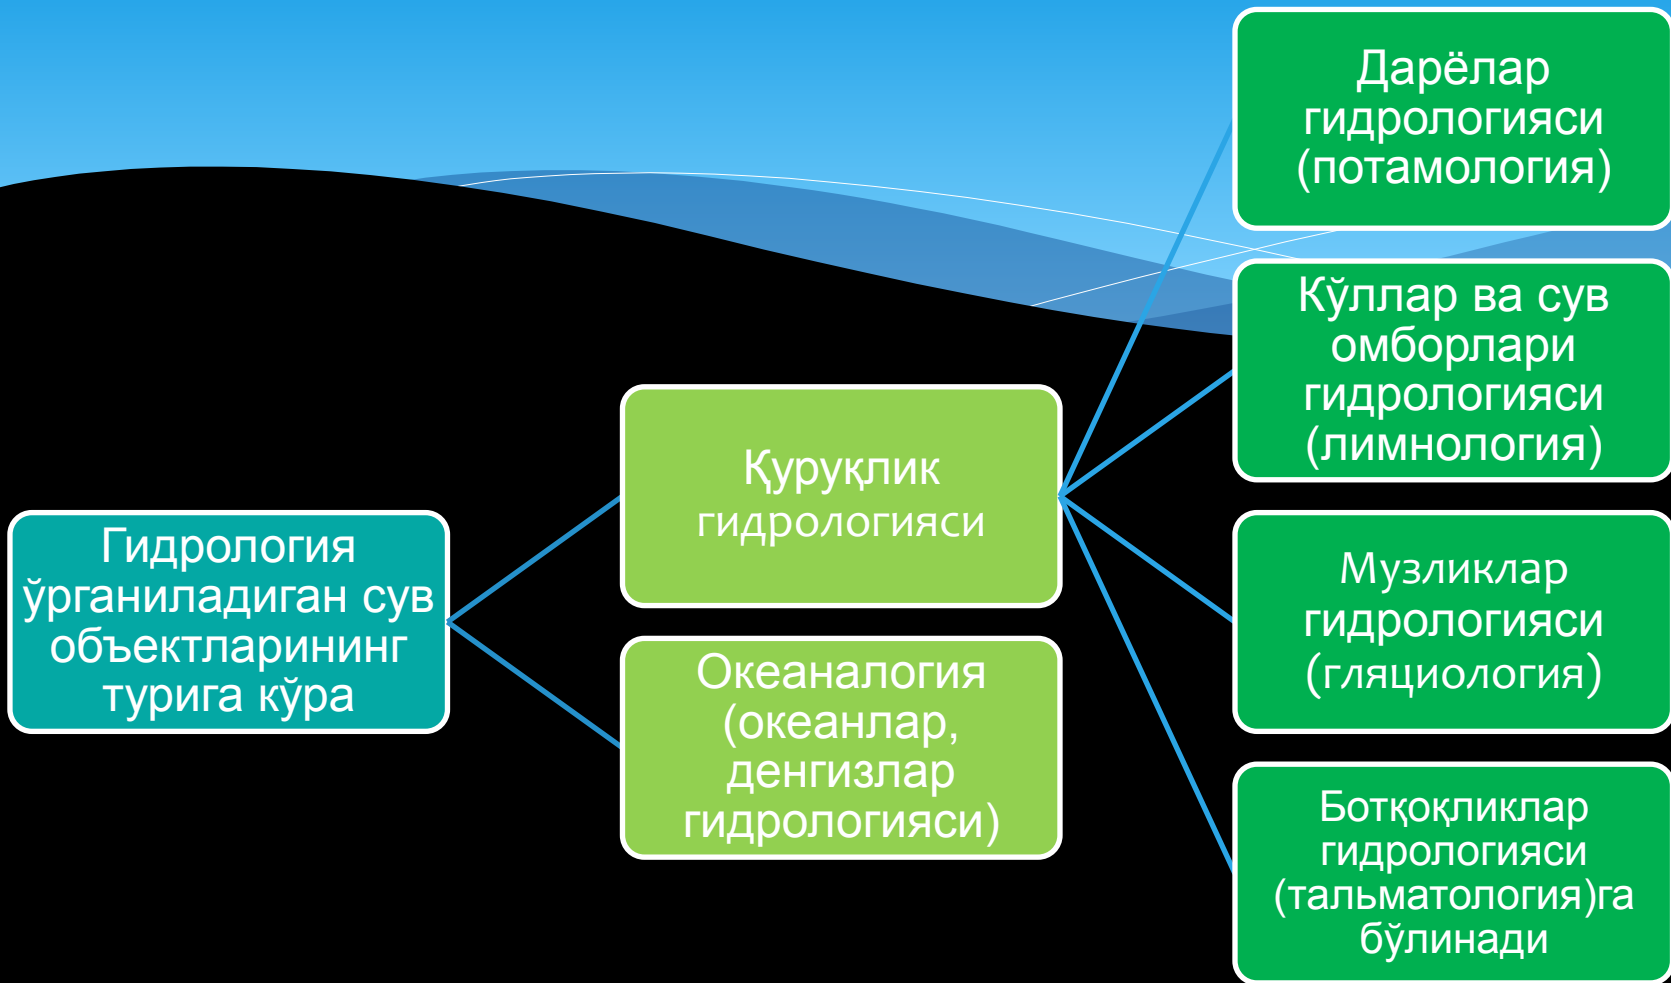 Гидрология
ўрганиладиган сув
объектларининг
турига кўра
Қуруқлик
гидрологияси
Океаналогия
(океанлар,
денгизлар
гидрологияси)
Дарёлар
гидрологияси
(потамология)
Кўллар ва сув
омборлари
гидрологияси
(лимнология)
Музликлар
гидрологияси
(гляциология)
Ботқоқликлар
гидрологияси
(тальматология)га
бўлинади